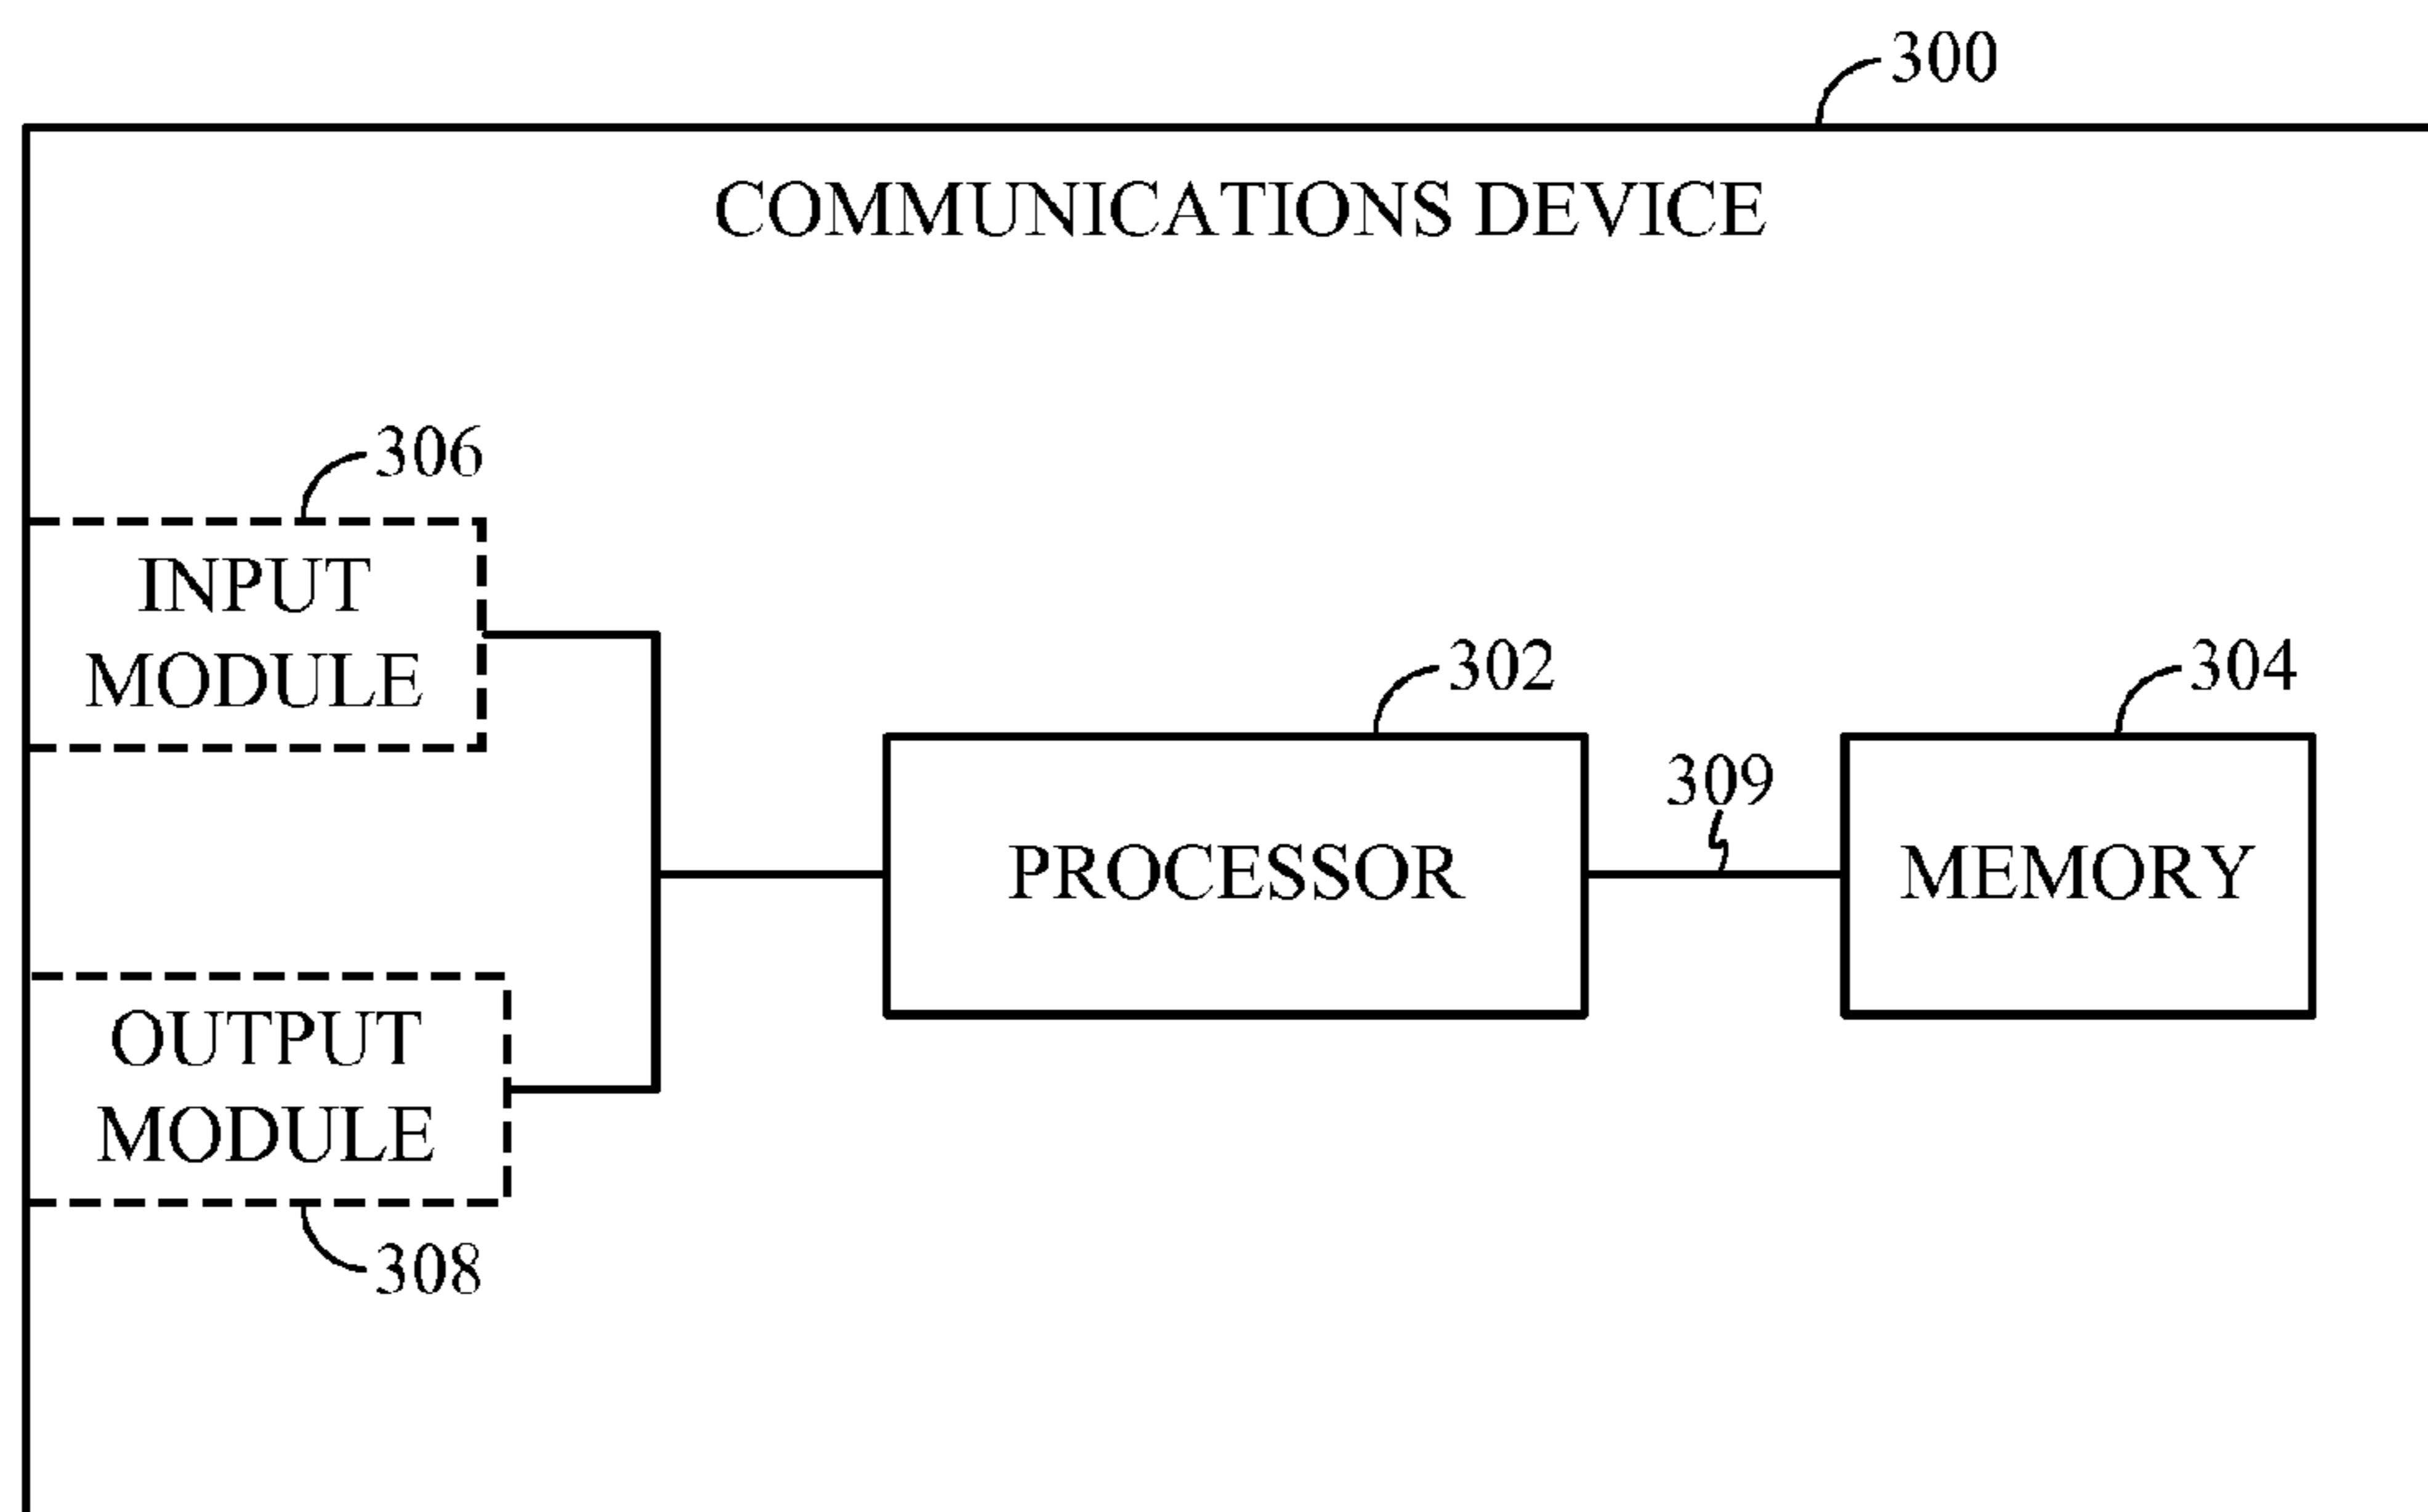 300
COMMUNICATIONS DEVICE
306
INPUT
MODULE
302
304
309
PROCESSOR
MEMORY
OUTPUT
MODULE
308